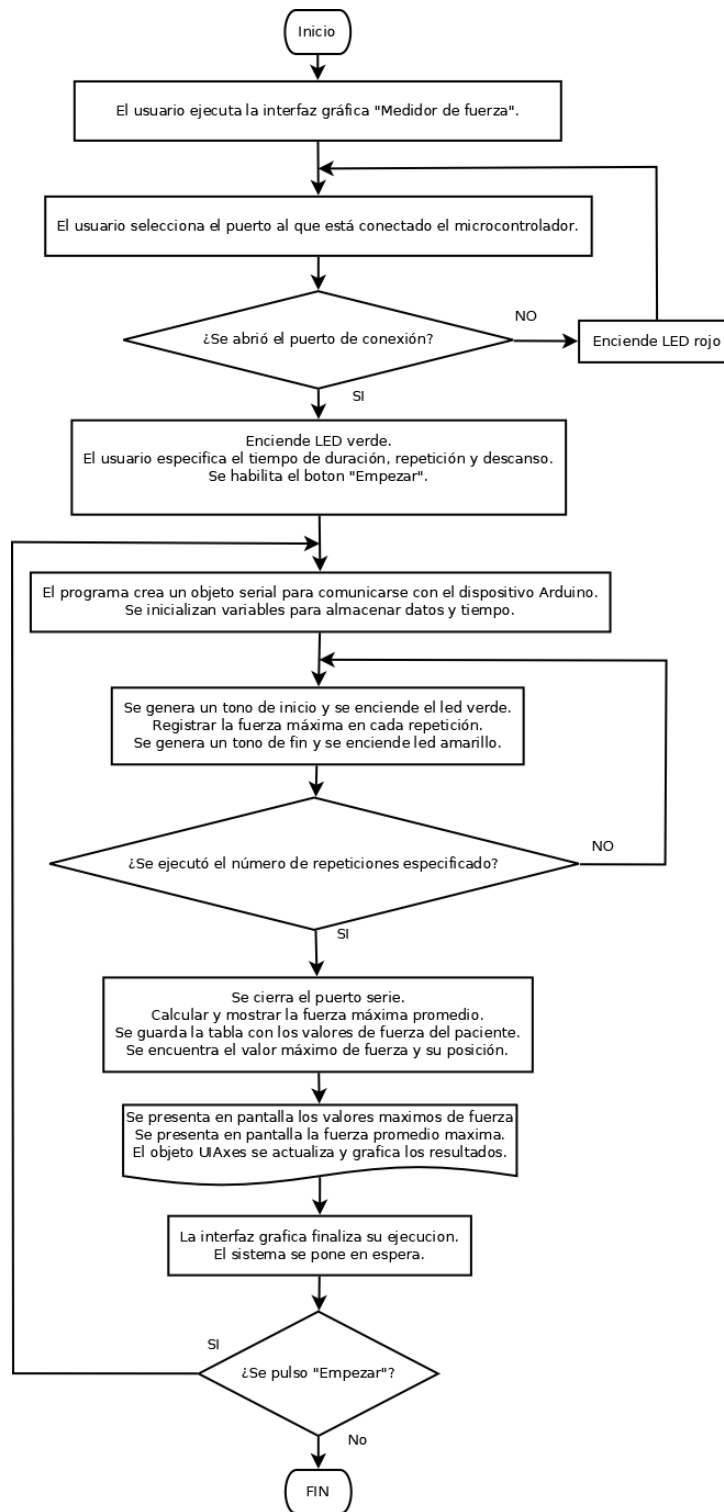 Inicio
El usuario ejecuta la interfaz gráfica "Medidor de fuerza".
El usuario selecciona el puerto al que está conectado el microcontrolador.
¿Se abrió el puerto de conexión?
NO
Enciende LED rojo
SI
Enciende LED verde.
El usuario especifica el tiempo de duración, repetición y descanso.
Se habilita el boton "Empezar".
El programa crea un objeto serial para comunicarse con el dispositivo Arduino.
Se inicializan variables para almacenar datos y tiempo.
Se genera un tono de inicio y se enciende el led verde.
Registrar la fuerza máxima en cada repetición.
Se genera un tono de fin y se enciende led amarillo.
¿Se ejecutó el número de repeticiones especificado?
NO
SI
Se cierra el puerto serie.
Calcular y mostrar la fuerza máxima promedio.
Se guarda la tabla con los valores de fuerza del paciente.
Se encuentra el valor máximo de fuerza y su posición.
Se presenta en pantalla los valores maximos de fuerza
Se presenta en pantalla la fuerza promedio maxima.
El objeto UIAxes se actualiza y grafica los resultados.
La interfaz grafica finaliza su ejecucion.
El sistema se pone en espera.
SI
¿Se pulso "Empezar"?
No
FIN